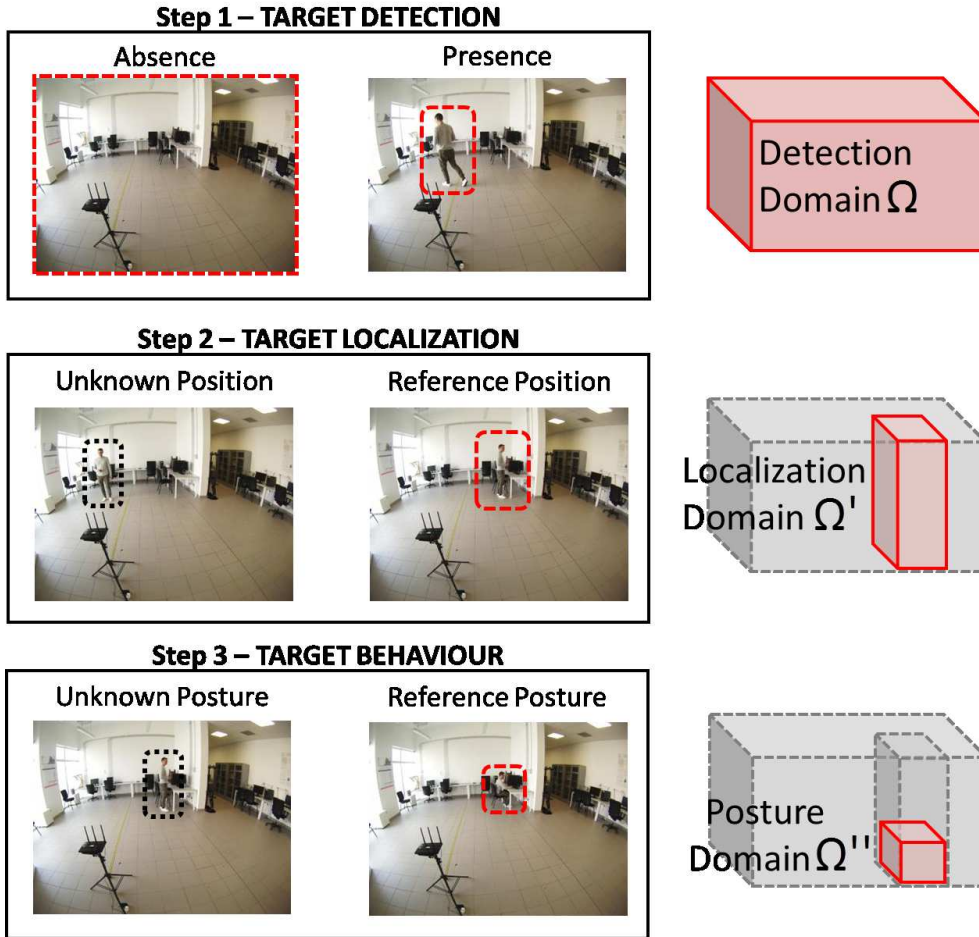 Step 1 – TARGET DETECTION
Absence
Presence
Detection
Domain Ω
Step 2 – TARGET LOCALIZATION
Unknown Position
Reference Position
Localization
Domain Ω'
Step 3 – TARGET BEHAVIOUR
Unknown Posture
Reference Posture
Posture
Domain Ω''